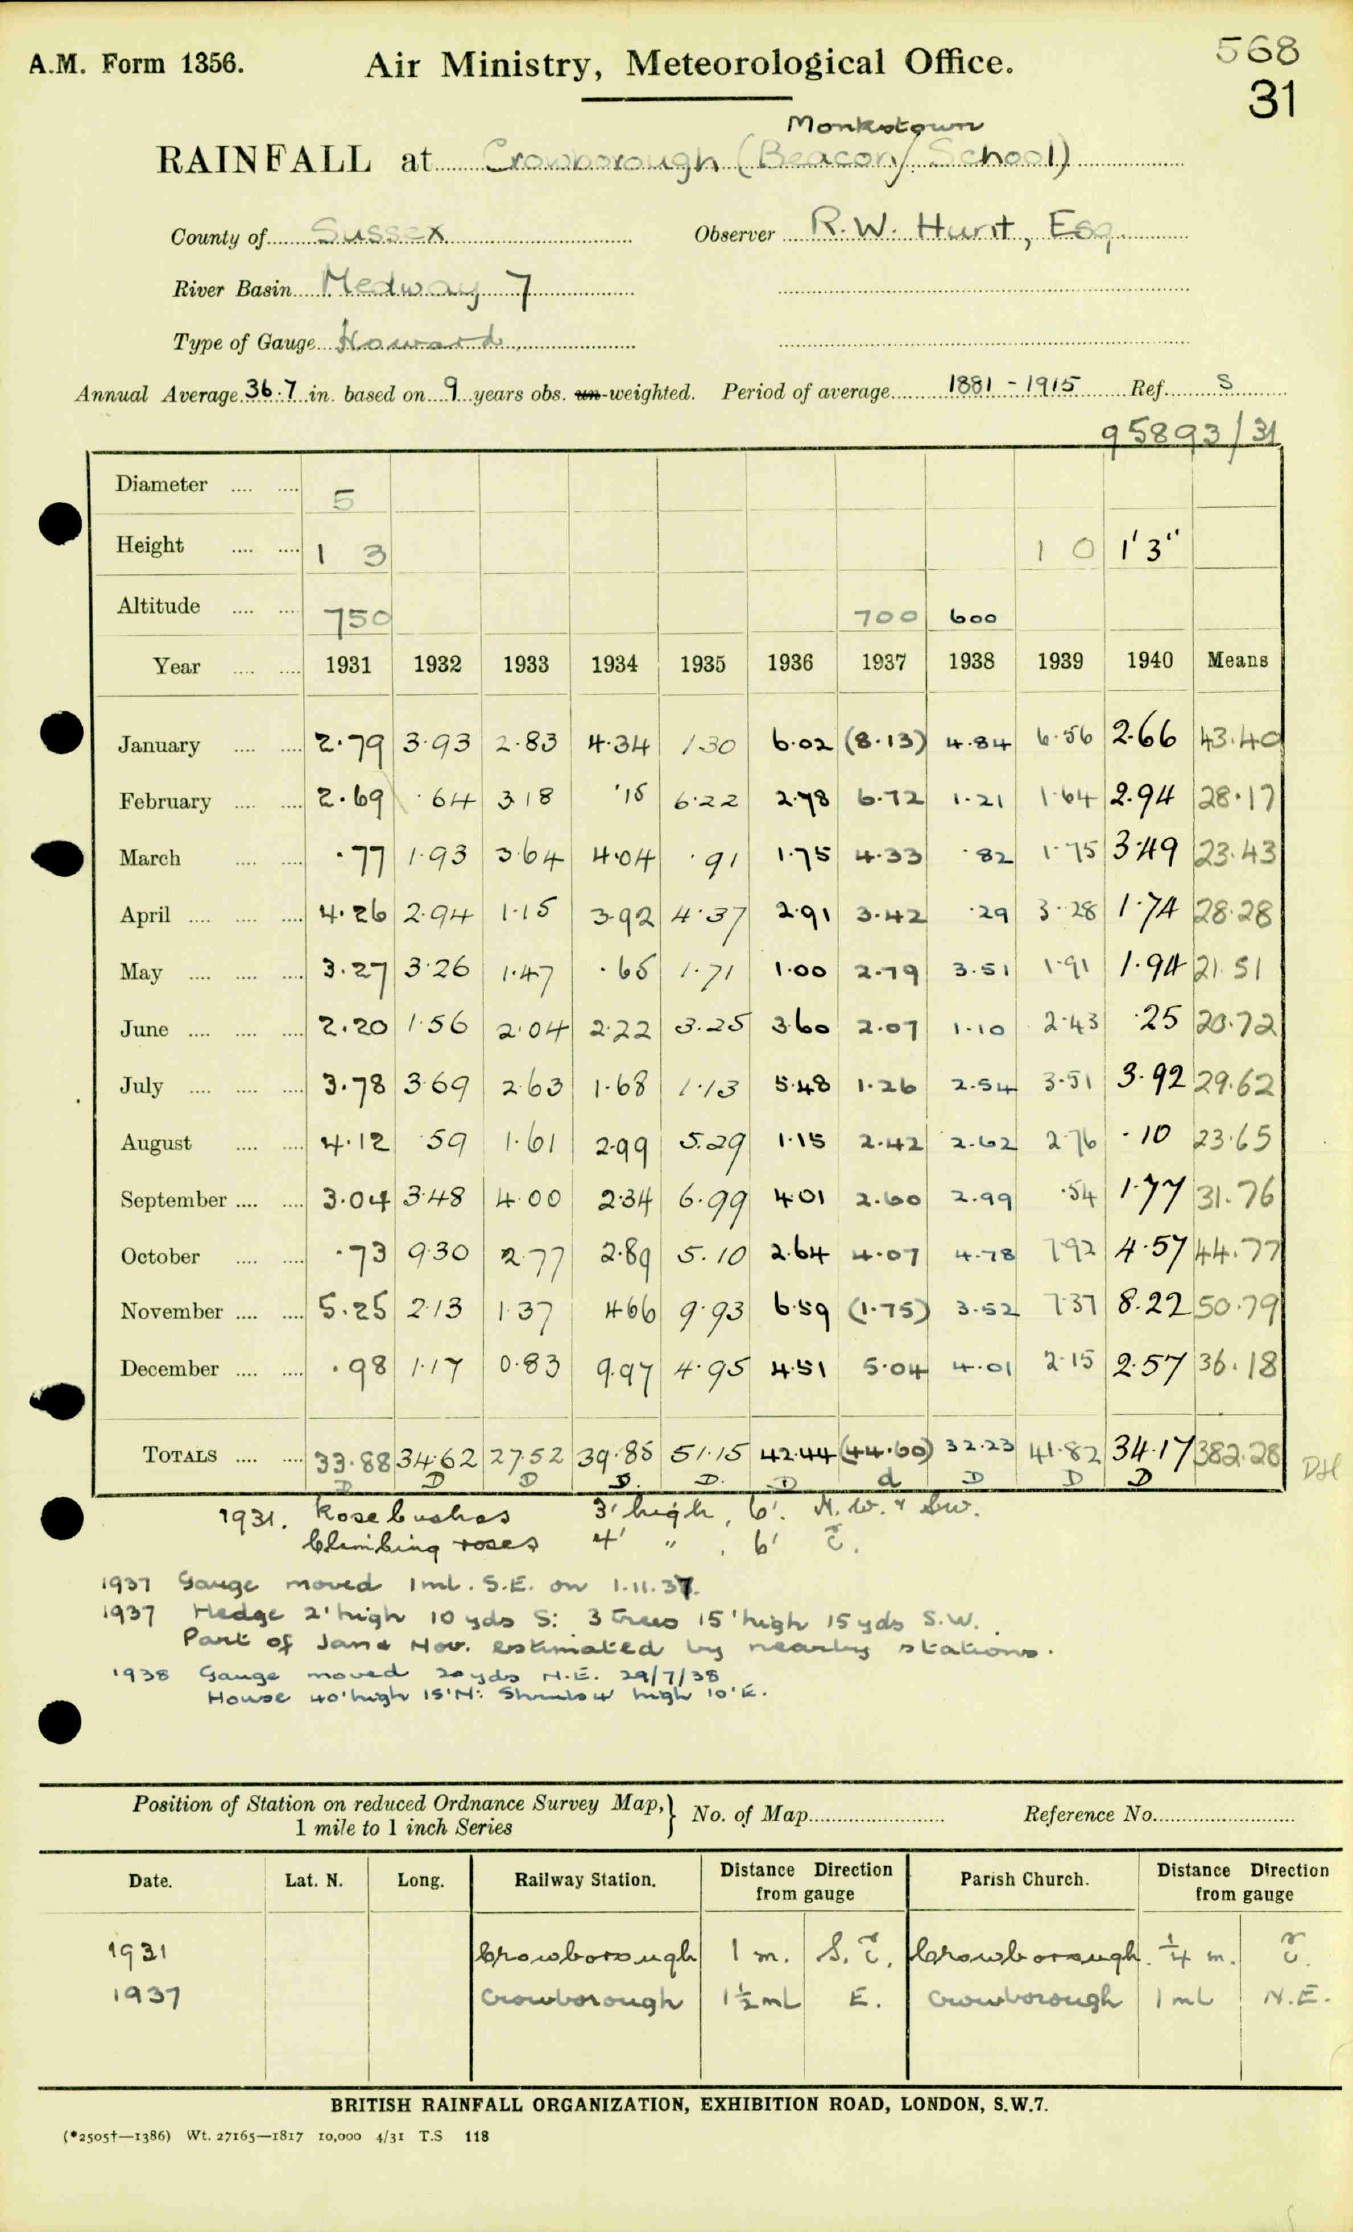 A.M. Form 1356.
Air Ministry, Meteorological Office.
568
31
Monkstown
RAINFALL at Crowborough (Beacon School)
County of Sussex Observer R.W. Hunt, Esq.
River Basin Medway 7
Type of Gauge Howard.
Annual Average 36.7 in. based on 9 years obs. un-weighted. Period of average 1881 - 1915 Ref. S
95893/31
Diameter 5
Height 1 3 1 0 1'3"
Altitude 750 700 600
Year 1931 1932 1933 1934 1935 1936 1937 1938 1939 1940 Means
January 2.79 3.93 2.83 4.34 1.30 6.02 (8.13) 4.84 6.56 2.66 43.40
February 2.69 .64 3.18 .15 6.22 2.78 6.72 1.21 1.64 2.94 28.17
March .77 1.93 3.64 4.04 .91 1.75 4.33 .82 1.75 3.49 23.43
April 4.26 2.94 1.15 3.92 4.37 2.91 3.42 .29 3.28 1.74 28.28
May 3.27 3.26 1.47 .65 1.71 1.00 2.79 3.51 1.91 1.94 21.51
June 2.20 1.56 2.04 2.22 3.25 3.60 2.07 1.10 2.43 .25 20.72
July 3.78 3.69 2.63 1.68 1.13 5.48 1.26 2.54 3.51 3.92 29.62
August 4.12 .59 1.61 2.99 5.29 1.15 2.42 2.62 2.76 .10 23.65
September 3.04 3.48 4.00 2.34 6.99 4.01 2.60 2.99 .54 1.77 31.76
October .73 9.30 2.77 2.89 5.10 2.64 4.07 4.78 7.92 4.57 44.77
November 5.25 2.13 1.37 4.66 9.93 6.59 (1.75) 3.52 7.37 8.22 50.79
December .98 1.17 0.83 9.97 4.95 4.51 5.04 4.01 2.15 2.57 36.18
TOTALS 33.88 34.62 27.52 39.85 51.15 42.44 (44.60) 32.23 41.82 34.17 382.28
D D D D. D. D d D D D
1931. Rose bushes 3' high, 6'. N.W. & SW.
Climbing roses 4' " , 6' E.
1937 Gauge moved 1 ml. S.E. on 1.11.37.
1937 Hedge 2' high 10 yds S: 3 trees 15' high 15 yds S.W.
Part of Jan & Nov. estimated by nearby stations.
1938 Gauge moved 20 yds N.E. 29/7/38
House 40' high 15' N: Shrubs 4' high 10' E.
Position of Station on reduced Ordnance Survey Map, } No. of Map Reference No.
1 mile to 1 inch Series
Date. Lat. N. Long. Railway Station. Distance Direction from gauge Parish Church. Distance Direction from gauge
1931 Crowborough 1 m. S.E. Crowborough. ¼ m. E.
1937 Crowborough 1½ ml E. Crowborough 1 ml N.E.
BRITISH RAINFALL ORGANIZATION, EXHIBITION ROAD, LONDON, S.W.7.
(*2505†—1386) Wt. 27165—1817 10,000 4/31 T.S 118